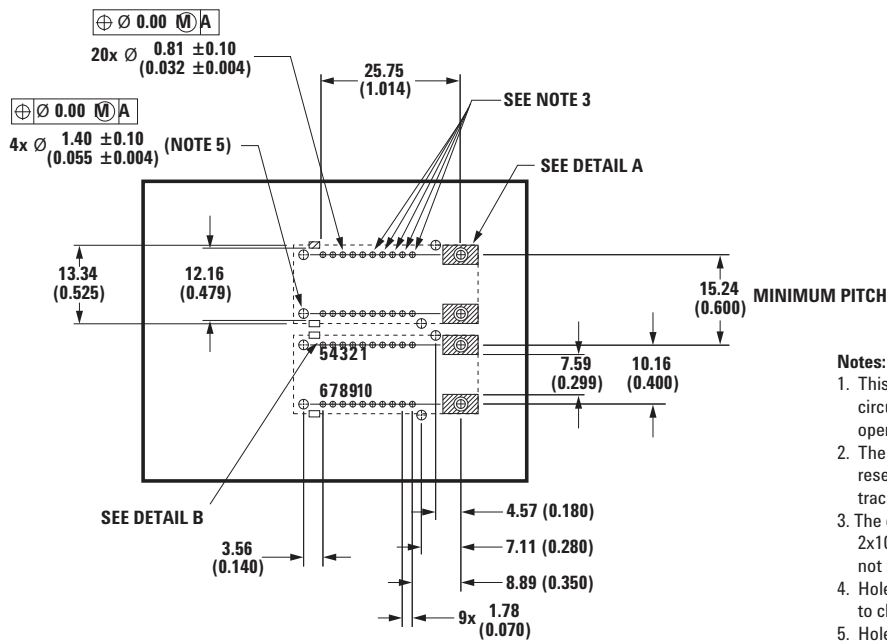 ⌖ Ø 0.00 Ⓜ A
20x Ø 0.81 ±0.10
(0.032 ±0.004)
⌖ Ø 0.00 Ⓜ A
4x Ø 1.40 ±0.10 (NOTE 5)
(0.055 ±0.004)
25.75
(1.014)
SEE NOTE 3
SEE DETAIL A
13.34
(0.525)
12.16
(0.479)
15.24
(0.600)
MINIMUM PITCH
54321
678910
7.59
(0.299)
10.16
(0.400)
SEE DETAIL B
3.56
(0.140)
4.57 (0.180)
7.11 (0.280)
8.89 (0.350)
9x 1.78
(0.070)
Notes:
1. This
circu
oper
2. The
rese
trac
3. The
2x10
not
4. Hole
to cl
5. Hole